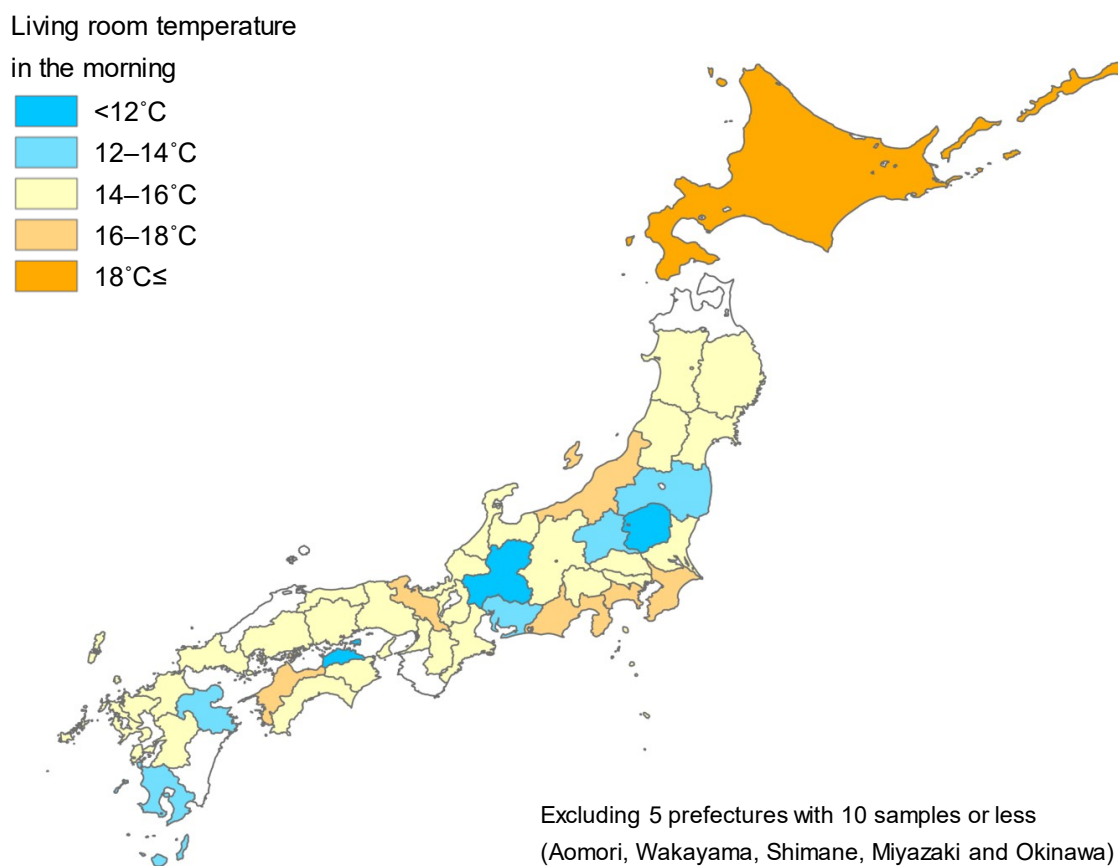 Living room temperature
in the morning
<12˚C
12–14˚C
14–16˚C
16–18˚C
18˚C≤
Excluding 5 prefectures with 10 samples or less
(Aomori, Wakayama, Shimane, Miyazaki and Okinawa)